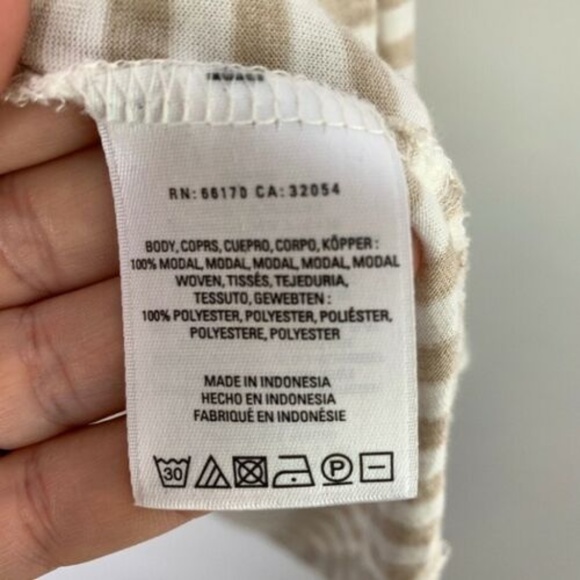 RN: 66170 CA: 32054
BODY, COPRS, CUEPRO, CORPO, KÖPPER :
100% MODAL, MODAL, MODAL, MODAL, MODAL
WOVEN, TISSÉS, TEJEDURIA,
TESSUTO, GEWEBTEN :
100% POLYESTER, POLYESTER, POLIÉSTER,
POLYESTERE, POLYESTER
MADE IN INDONESIA
HECHO EN INDONESIA
FABRIQUÉ EN INDONÉSIE
30 P